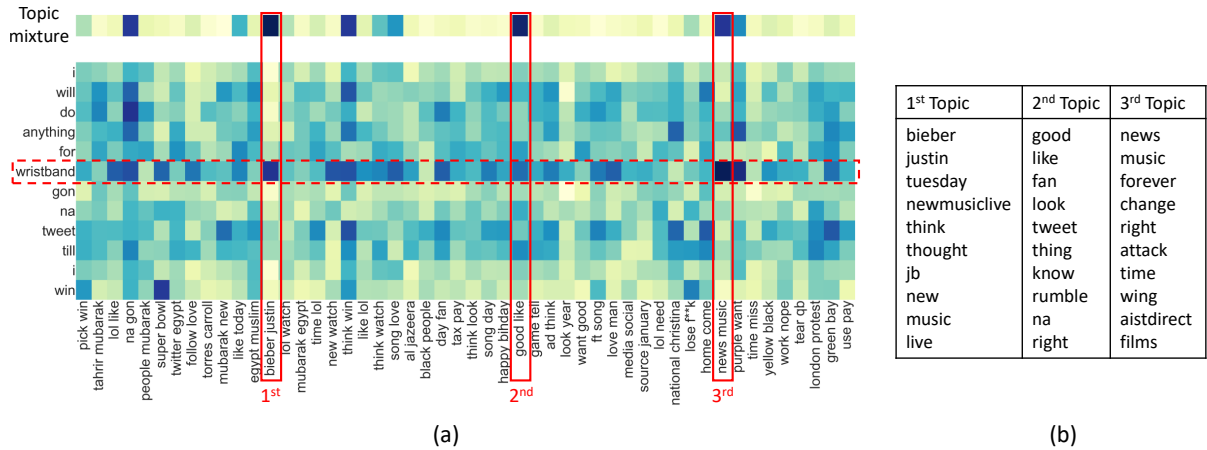 Topic
mixture
i
will
do
anything
for
wristband
gon
na
tweet
till
i
win
pick win
tahrir mubarak
lol like
na gon
people mubarak
super bowl
twitter egypt
follow love
torres carroll
mubarak new
like today
egypt muslim
bieber justin
lol watch
mubarak egypt
time lol
new watch
think win
like lol
think watch
song love
al jazeera
black people
day fan
tax pay
think look
song day
happy bihday
good like
game tell
ad think
look year
want good
ft song
love man
media social
source january
lol need
national christina
lose f**k
home come
news music
purple want
time miss
yellow black
work nope
tear qb
london protest
green bay
use pay
1st
2nd
3rd
(a)
1st Topic 2nd Topic 3rd Topic
bieber good news
justin like music
tuesday fan forever
newmusiclive look change
think tweet right
thought thing attack
jb know time
new rumble wing
music na aistdirect
live right films
(b)